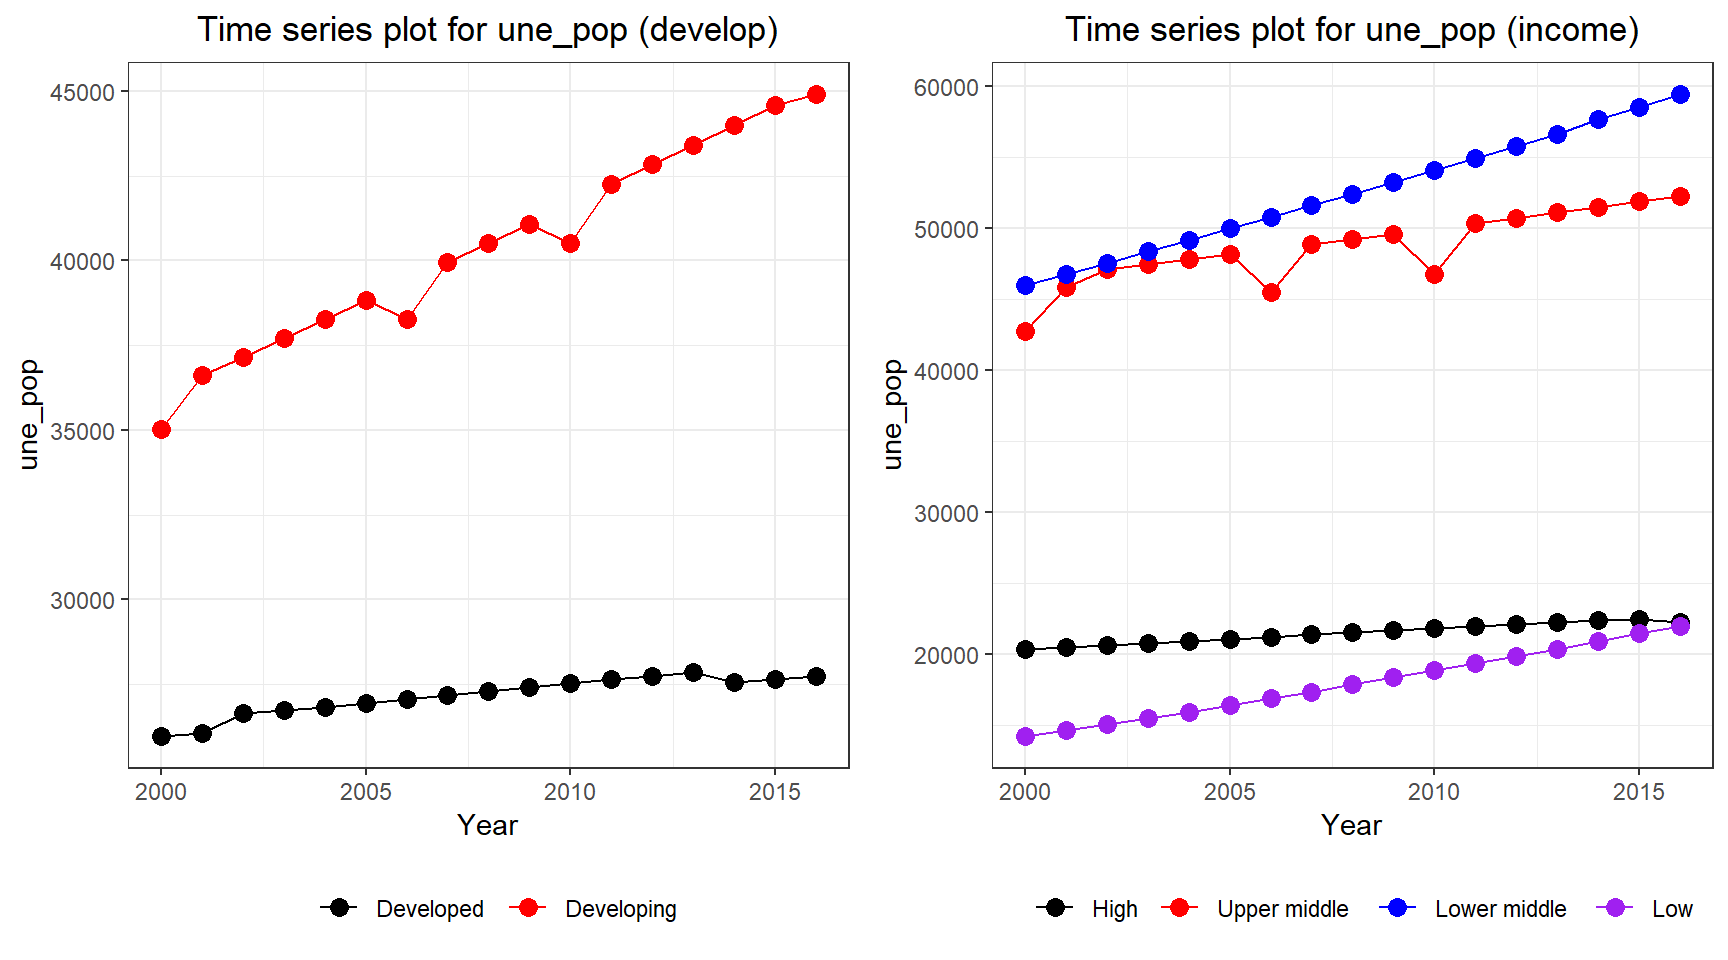 Time series plot for une_pop (develop)
45000
40000
35000
30000
une_pop
2000 2005 2010 2015
Year
Developed Developing
Time series plot for une_pop (income)
60000
50000
40000
30000
20000
une_pop
2000 2005 2010 2015
Year
High Upper middle Lower middle Low